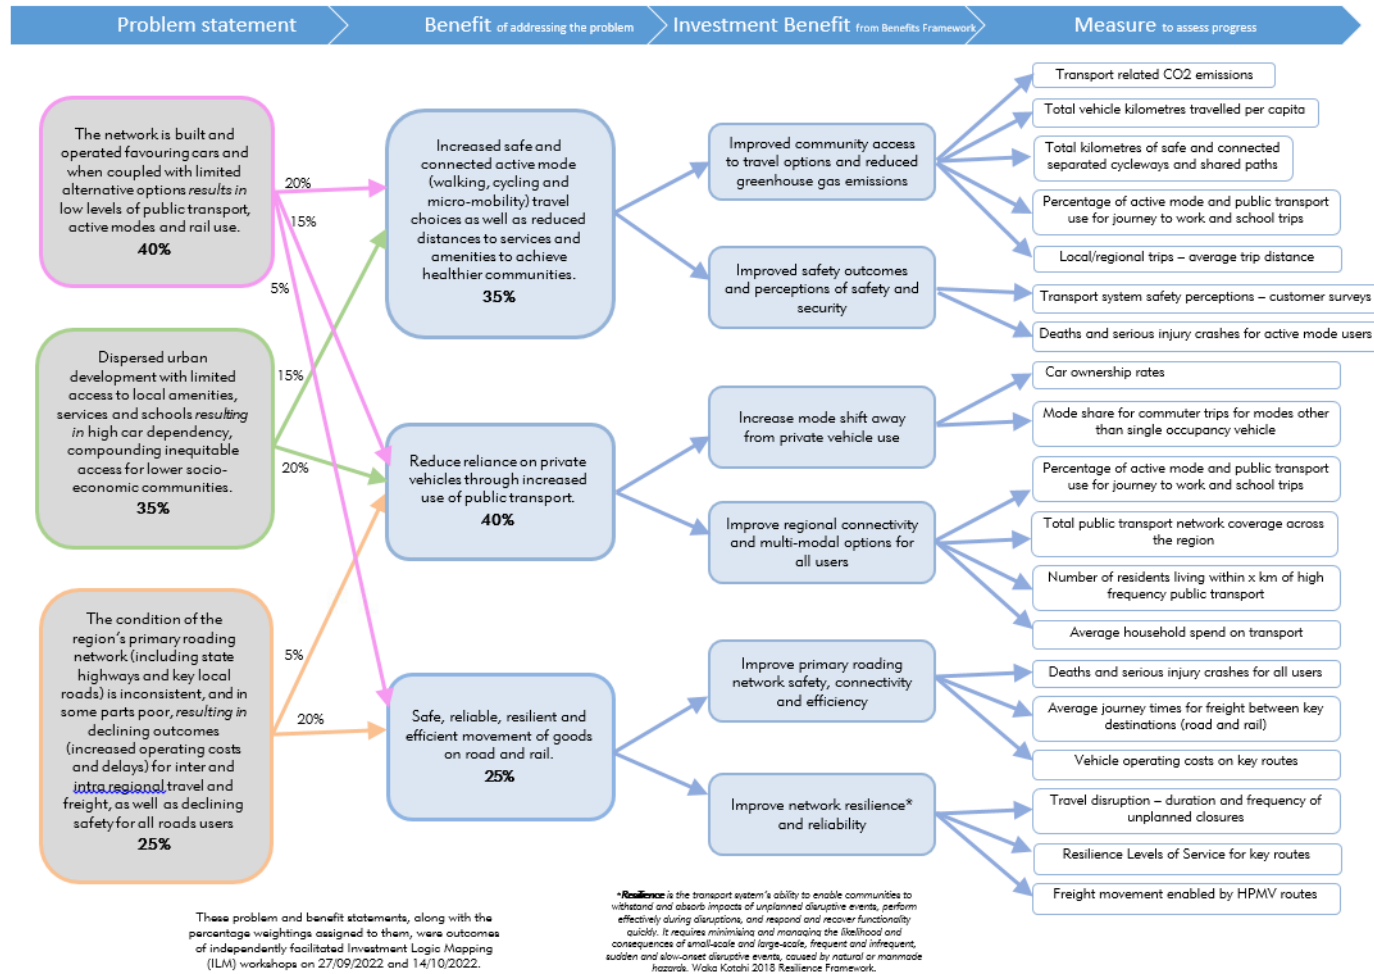 Problem statement
Benefit of addressing the problem
Investment Benefit from Benefits Framework
Measure to assess progress
The network is built and
operated favouring cars and
when coupled with limited
alternative options results in
low levels of public transport,
active modes and rail use.
40%
Dispersed urban
development with limited
access to local amenities,
services and schools resulting
in high car dependency,
compounding inequitable
access for lower socio-
economic communities.
35%
The condition of the
region's primary roading
network (including state
highways and key local
roads) is inconsistent, and in
some parts poor, resulting in
declining outcomes
(increased operating costs
and delays) for inter and
intra regional travel and
freight, as well as declining
safety for all roads users
25%
20%
15%
5%
15%
20%
5%
20%
Increased safe and
connected active mode
(walking, cycling and
micro-mobility) travel
choices as well as reduced
distances to services and
amenities to achieve
healthier communities.
35%
Reduce reliance on private
vehicles through increased
use of public transport.
40%
Safe, reliable, resilient and
efficient movement of goods
on road and rail.
25%
Improved community access
to travel options and reduced
greenhouse gas emissions
Improved safety outcomes
and perceptions of safety and
security
Increase mode shift away
from private vehicle use
Improve regional connectivity
and multi-modal options for
all users
Improve primary roading
network safety, connectivity
and efficiency
Improve network resilience*
and reliability
Transport related CO2 emissions
Total vehicle kilometres travelled per capita
Total kilometres of safe and connected
separated cycleways and shared paths
Percentage of active mode and public transport
use for journey to work and school trips
Local/regional trips – average trip distance
Transport system safety perceptions – customer surveys
Deaths and serious injury crashes for active mode users
Car ownership rates
Mode share for commuter trips for modes other
than single occupancy vehicle
Percentage of active mode and public transport
use for journey to work and school trips
Total public transport network coverage across
the region
Number of residents living within x km of high
frequency public transport
Average household spend on transport
Deaths and serious injury crashes for all users
Average journey times for freight between key
destinations (road and rail)
Vehicle operating costs on key routes
Travel disruption – duration and frequency of
unplanned closures
Resilience Levels of Service for key routes
Freight movement enabled by HPMV routes
These problem and benefit statements, along with the
percentage weightings assigned to them, were outcomes
of independently facilitated Investment Logic Mapping
(ILM) workshops on 27/09/2022 and 14/10/2022.
*Resilience is the transport system's ability to enable communities to
withstand and absorb impacts of unplanned disruptive events, perform
effectively during disruptions, and respond and recover functionality
quickly. It requires minimising and managing the likelihood and
consequences of small-scale and large-scale, frequent and infrequent,
sudden and slow-onset disruptive events, caused by natural or manmade
hazards. Waka Kotahi 2018 Resilience Framework.